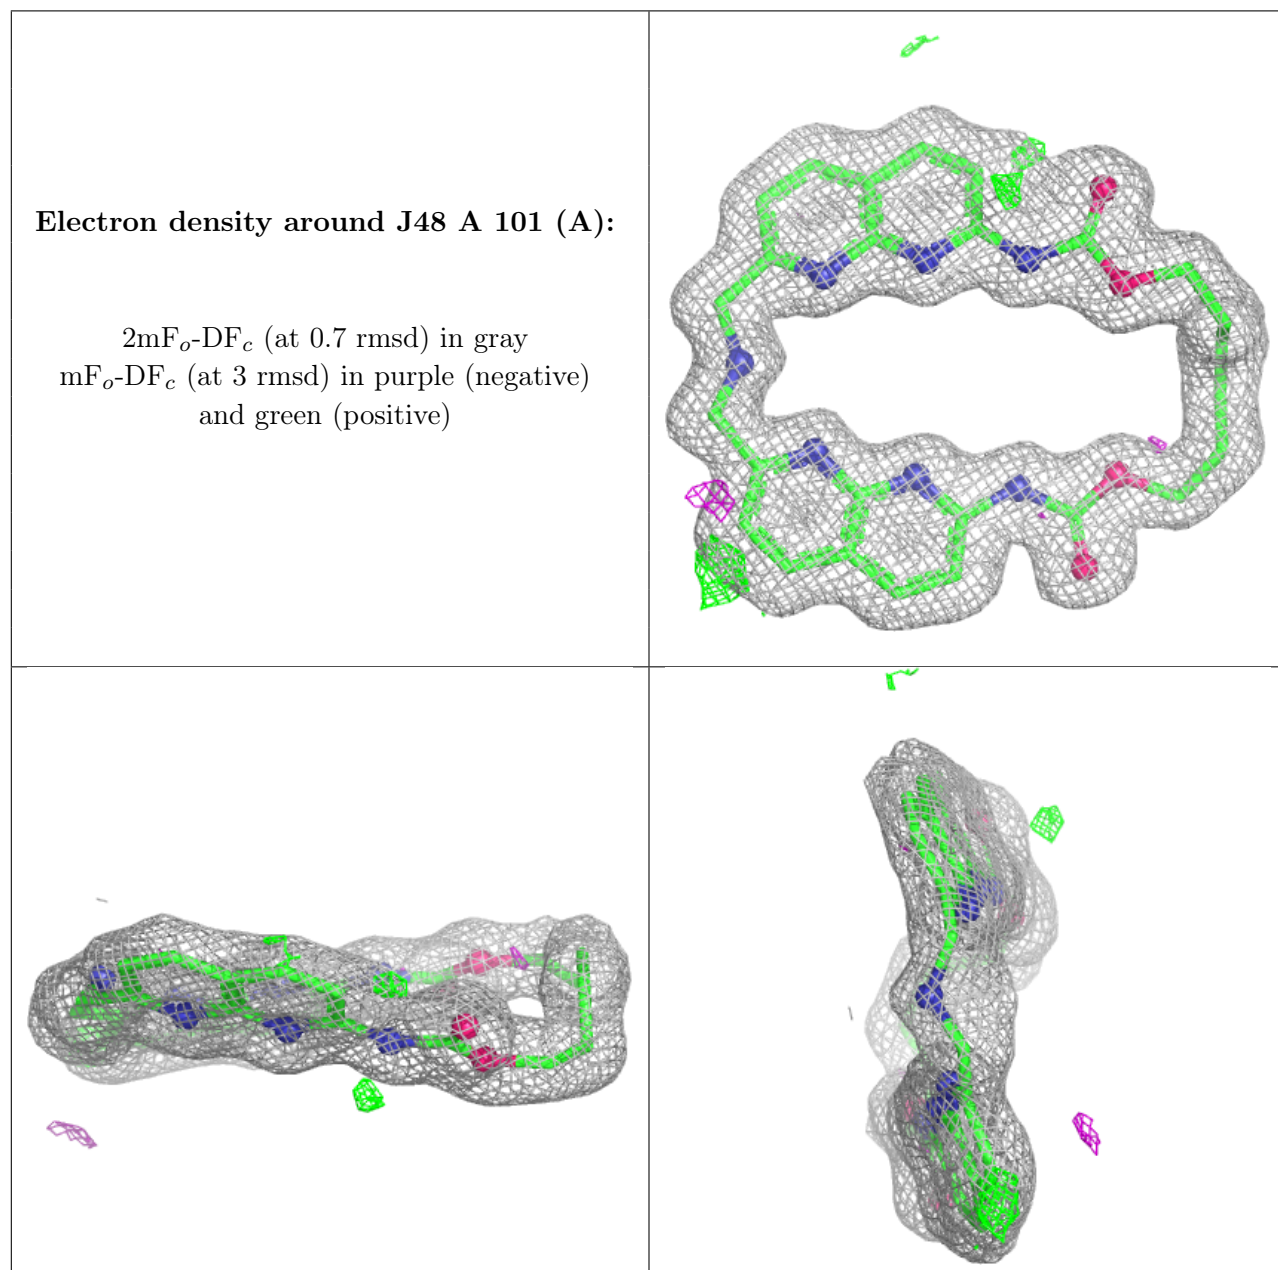 Electron density around J48 A 101 (A):
2mFo-DFc (at 0.7 rmsd) in gray
mFo-DFc (at 3 rmsd) in purple (negative)
and green (positive)